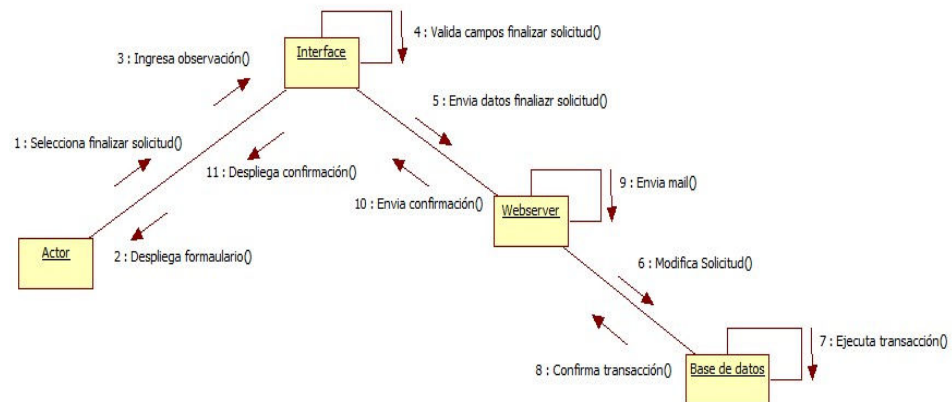 4 : Valida campos finalizar solicitud()
Interface
3 : Ingresa observación()
5 : Envia datos finaliazr solicitud()
1 : Selecciona finalizar solicitud()
11 : Despliega confirmación()
9 : Envia mail()
10 : Envia confirmación()
Webserver
Actor
2 : Despliega formaulario()
6 : Modifica Solicitud()
7 : Ejecuta transacción()
8 : Confirma transacción()
Base de datos